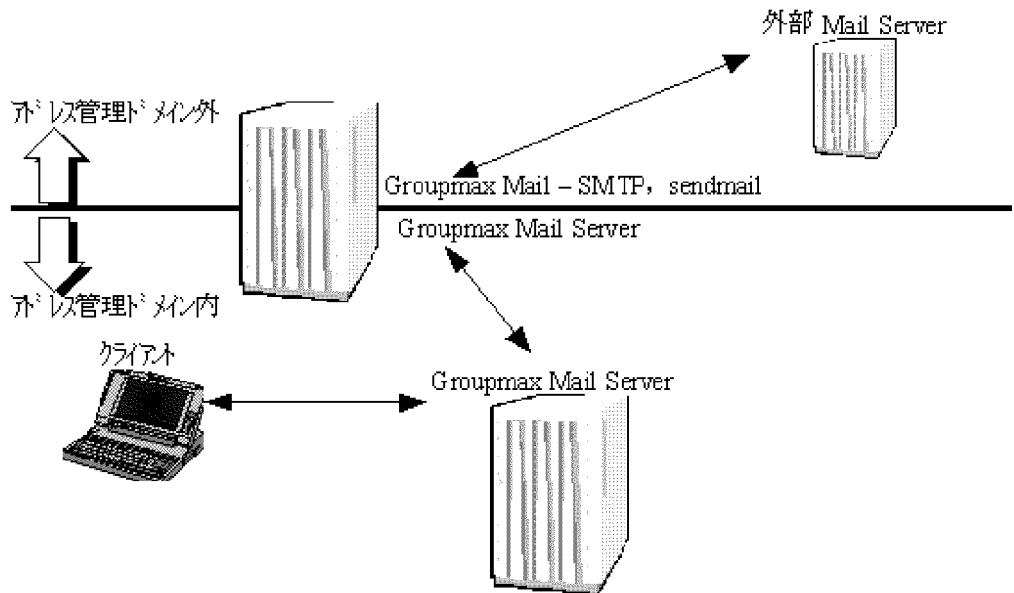 外部 Mail Server
ｱﾄﾞﾚｽ管理ﾄﾞﾒｲﾝ外
Groupmax Mail – SMTP，sendmail
Groupmax Mail Server
ｱﾄﾞﾚｽ管理ﾄﾞﾒｲﾝ内
ｸﾗｲｱﾝﾄ
Groupmax Mail Server